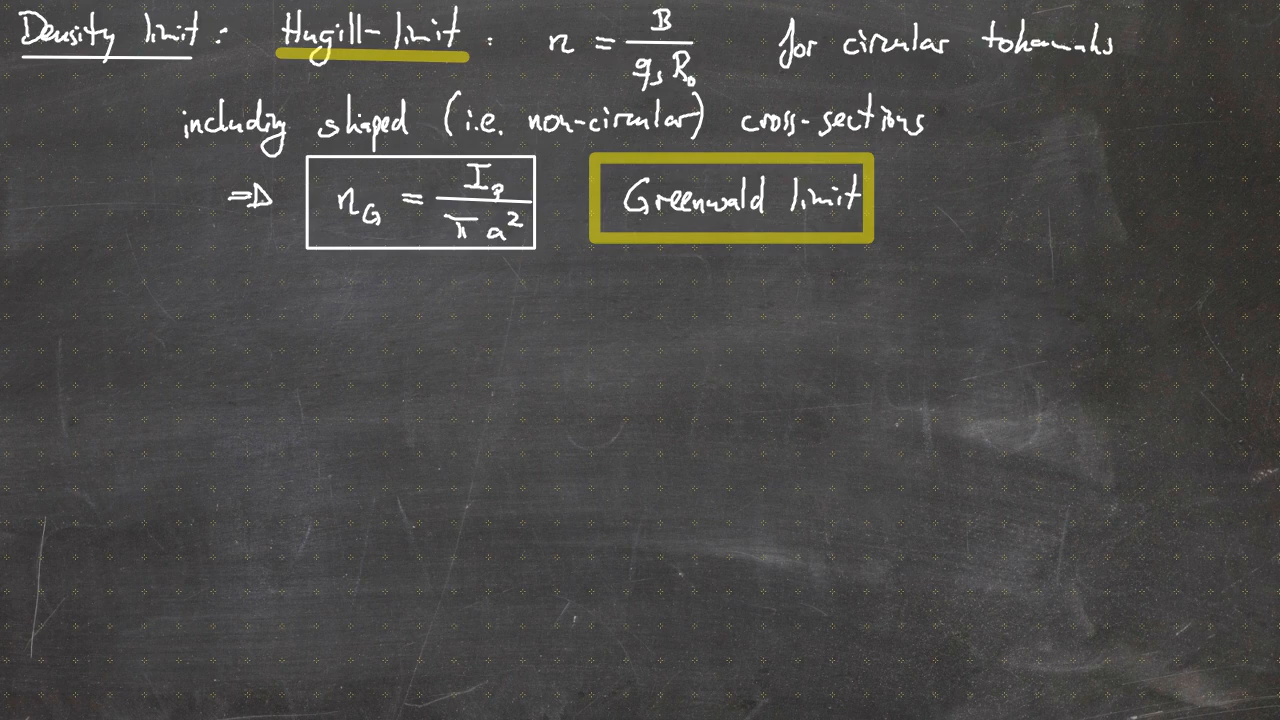 Density limit: Hugill-limit: n = B / q_s R_0 for circular tokamaks
including shaped (i.e. non-circular) cross-sections
⇒ n_G = I_p / π a² Greenwald limit